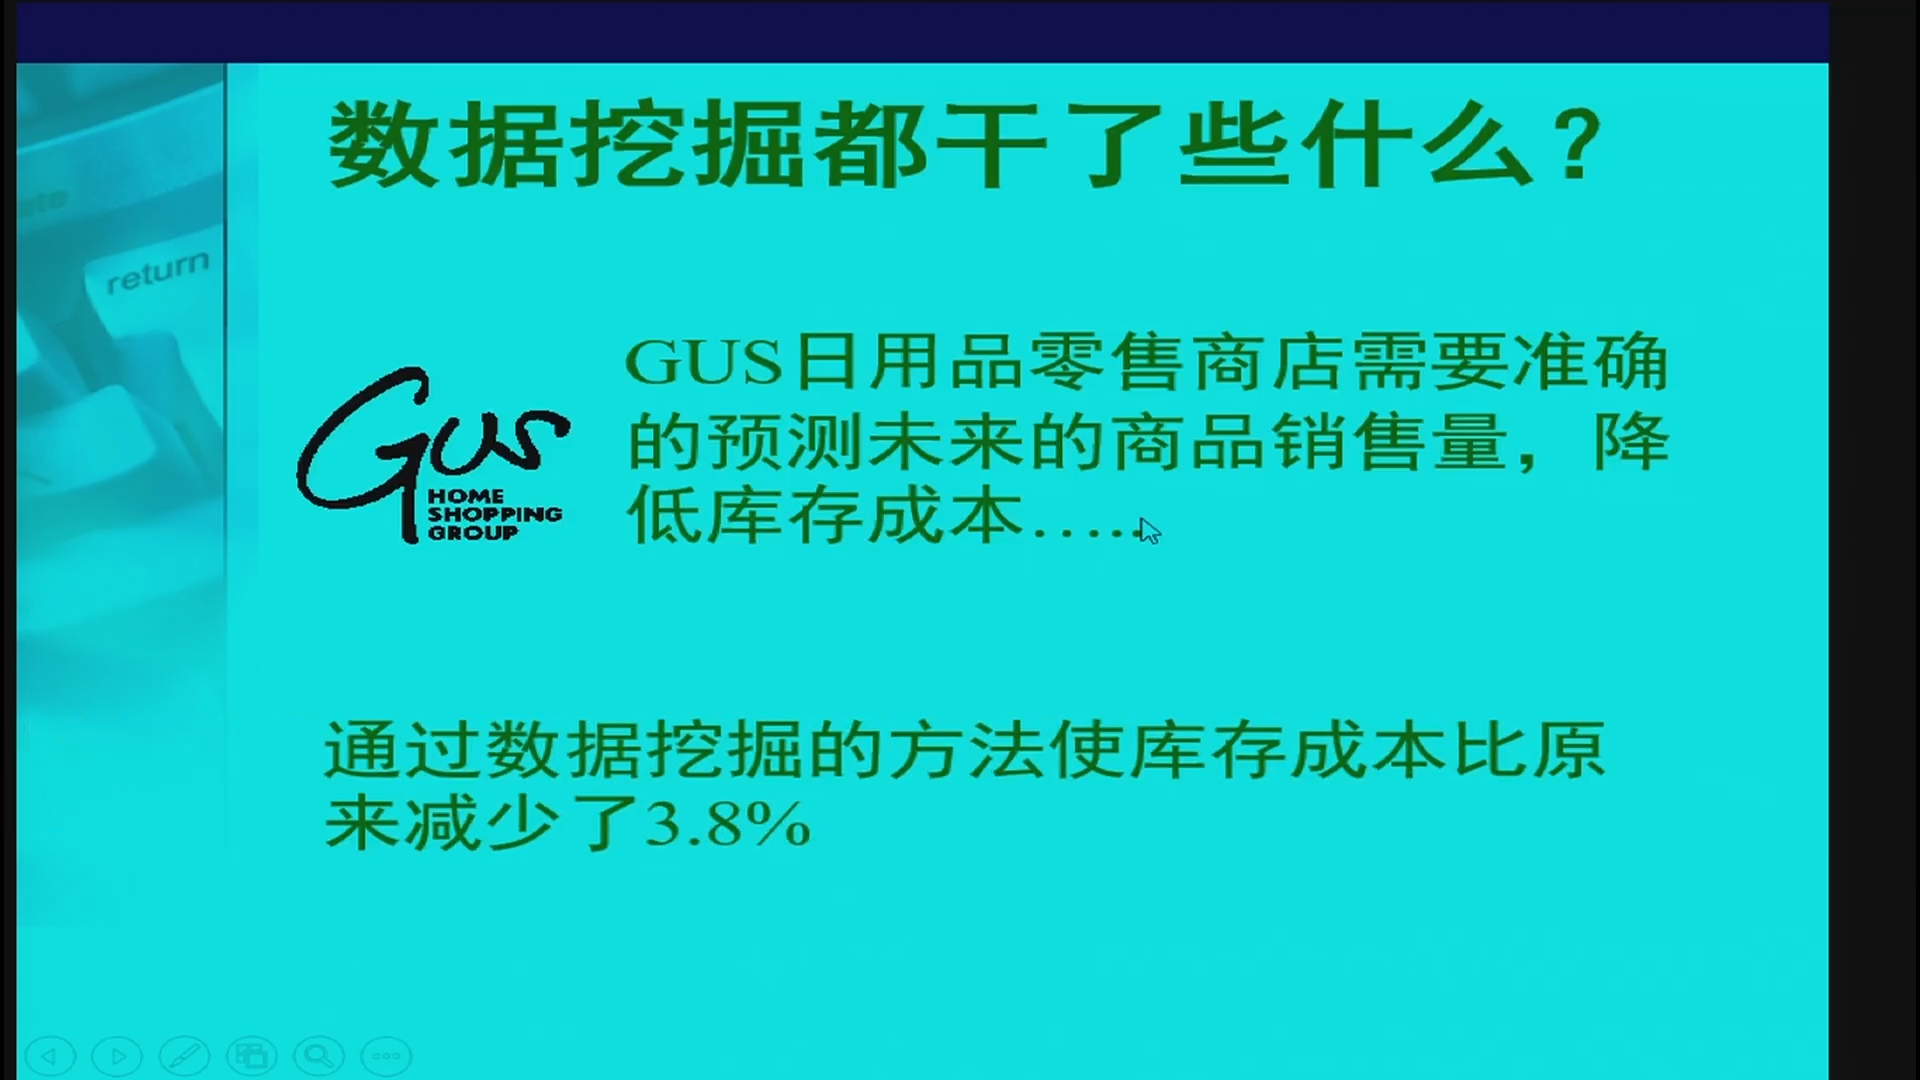 数据挖掘都干了些什么？
return
GUS日用品零售商店需要准确
的预测未来的商品销售量，降
低库存成本.....
GUS
HOME
SHOPPING
GROUP
通过数据挖掘的方法使库存成本比原
来减少了3.8%